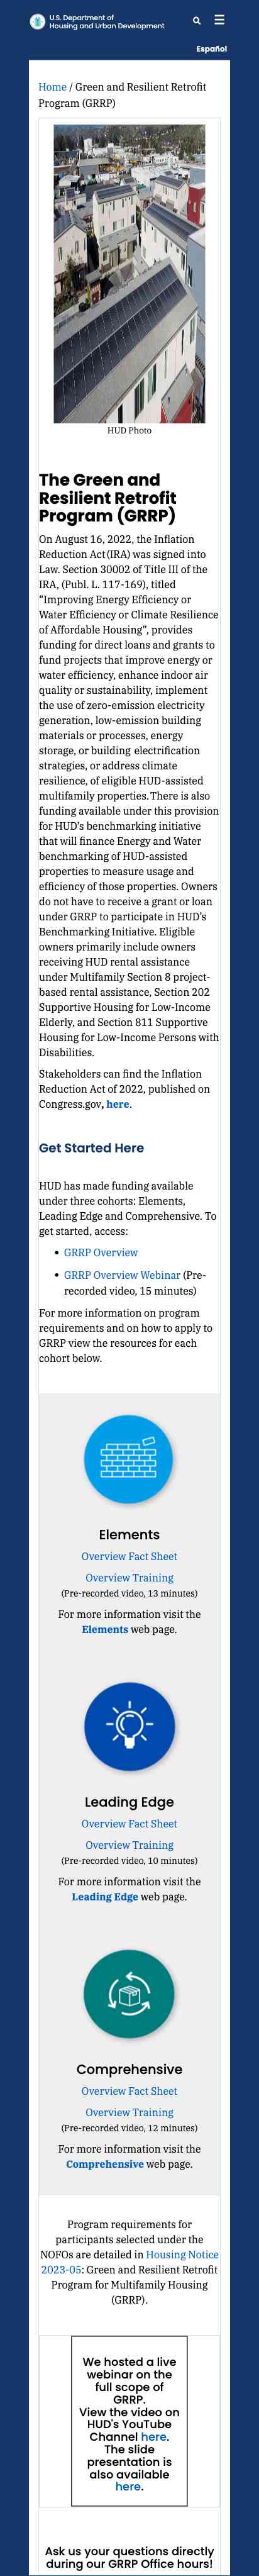 U.S. Department of
Housing and Urban Development
Español
Home / Green and Resilient Retrofit
Program (GRRP)
HUD Photo
The Green and
Resilient Retrofit
Program (GRRP)
On August 16, 2022, the Inflation
Reduction Act (IRA) was signed into
Law. Section 30002 of Title III of the
IRA, (Publ. L. 117-169), titled
“Improving Energy Efficiency or
Water Efficiency or Climate Resilience
of Affordable Housing”, provides
funding for direct loans and grants to
fund projects that improve energy or
water efficiency, enhance indoor air
quality or sustainability, implement
the use of zero-emission electricity
generation, low-emission building
materials or processes, energy
storage, or building electrification
strategies, or address climate
resilience, of eligible HUD-assisted
multifamily properties. There is also
funding available under this provision
for HUD’s benchmarking initiative
that will finance Energy and Water
benchmarking of HUD-assisted
properties to measure usage and
efficiency of those properties. Owners
do not have to receive a grant or loan
under GRRP to participate in HUD’s
Benchmarking Initiative. Eligible
owners primarily include owners
receiving HUD rental assistance
under Multifamily Section 8 project-
based rental assistance, Section 202
Supportive Housing for Low-Income
Elderly, and Section 811 Supportive
Housing for Low-Income Persons with
Disabilities.
Stakeholders can find the Inflation
Reduction Act of 2022, published on
Congress.gov, here.
Get Started Here
HUD has made funding available
under three cohorts: Elements,
Leading Edge and Comprehensive. To
get started, access:
• GRRP Overview
• GRRP Overview Webinar (Pre-
recorded video, 15 minutes)
For more information on program
requirements and on how to apply to
GRRP view the resources for each
cohort below.
Elements
Overview Fact Sheet
Overview Training
(Pre-recorded video, 13 minutes)
For more information visit the
Elements web page.
Leading Edge
Overview Fact Sheet
Overview Training
(Pre-recorded video, 10 minutes)
For more information visit the
Leading Edge web page.
Comprehensive
Overview Fact Sheet
Overview Training
(Pre-recorded video, 12 minutes)
For more information visit the
Comprehensive web page.
Program requirements for
participants selected under the
NOFOs are detailed in Housing Notice
2023-05: Green and Resilient Retrofit
Program for Multifamily Housing
(GRRP).
We hosted a live
webinar on the
full scope of
GRRP.
View the video on
HUD's YouTube
Channel here.
The slide
presentation is
also available
here.
Ask us your questions directly
during our GRRP Office hours!